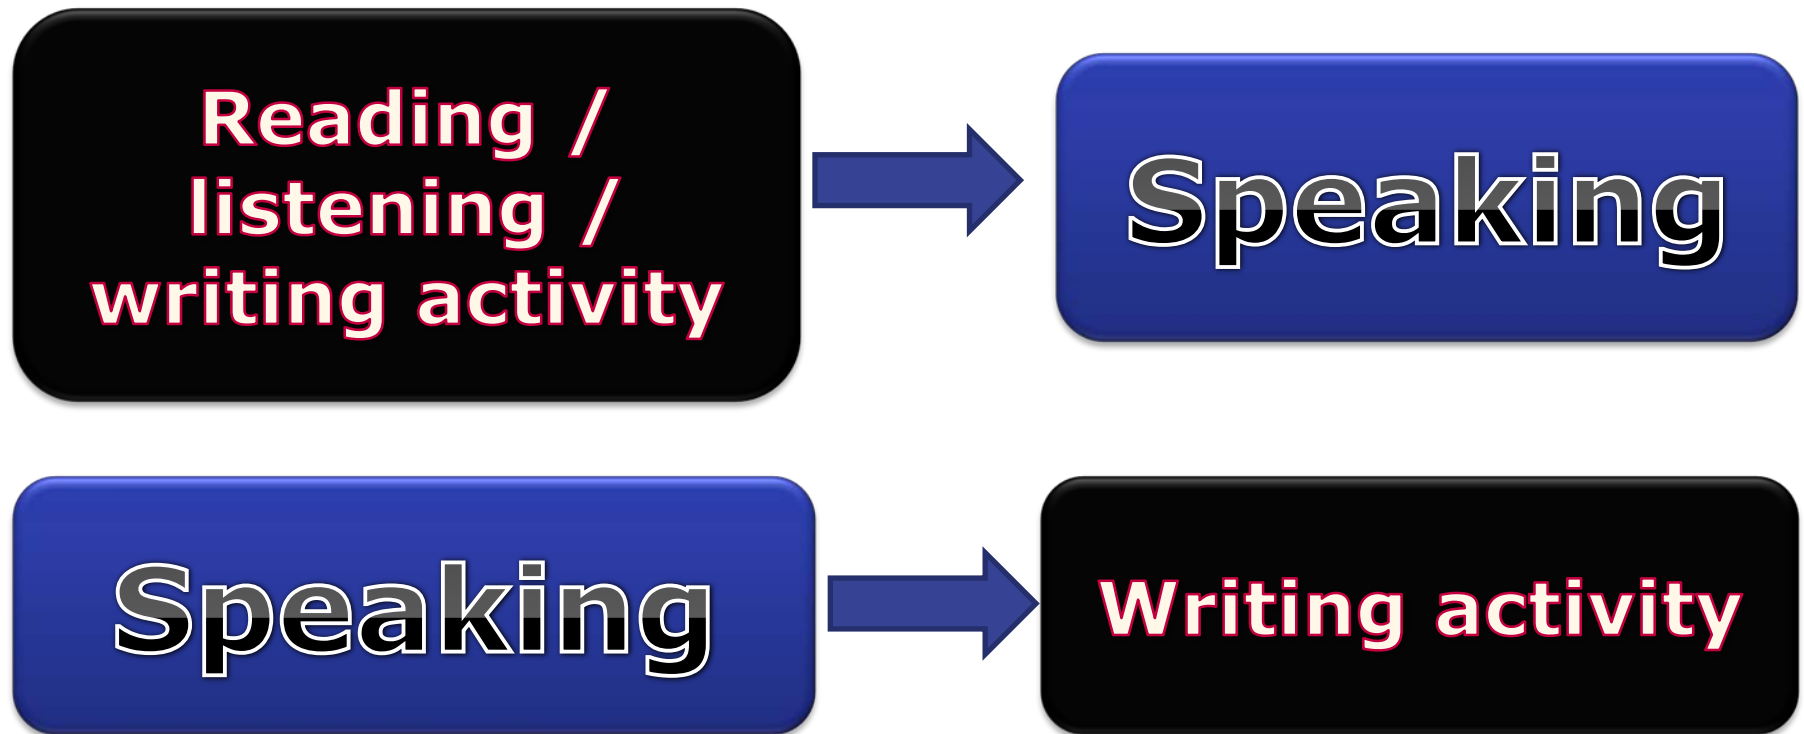 Reading /
listening /
writing activity
Speaking
Speaking
Writing activity